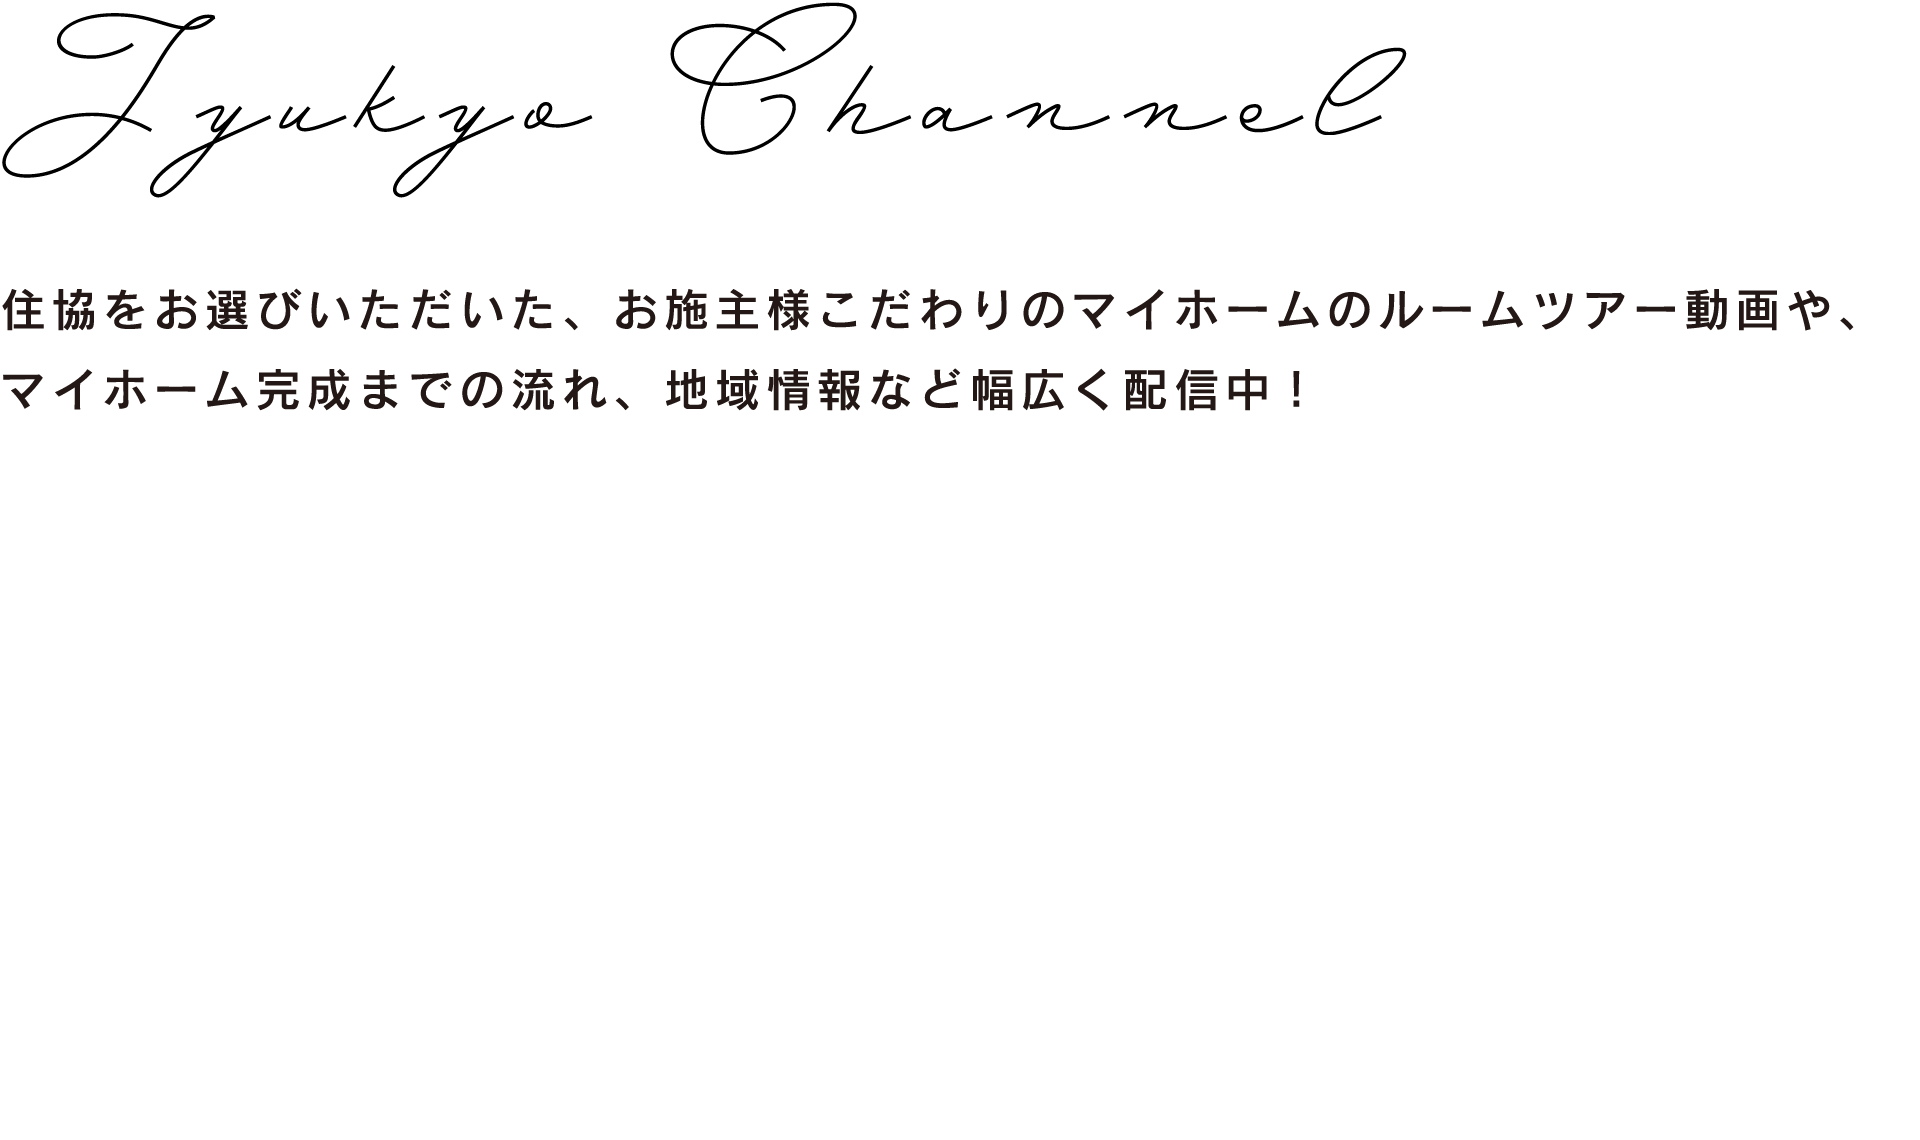 Jyukyo Channel
住協をお選びいただいた、お施主様こだわりのマイホームのルームツアー動画や、
マイホーム完成までの流れ、地域情報など幅広く配信中！